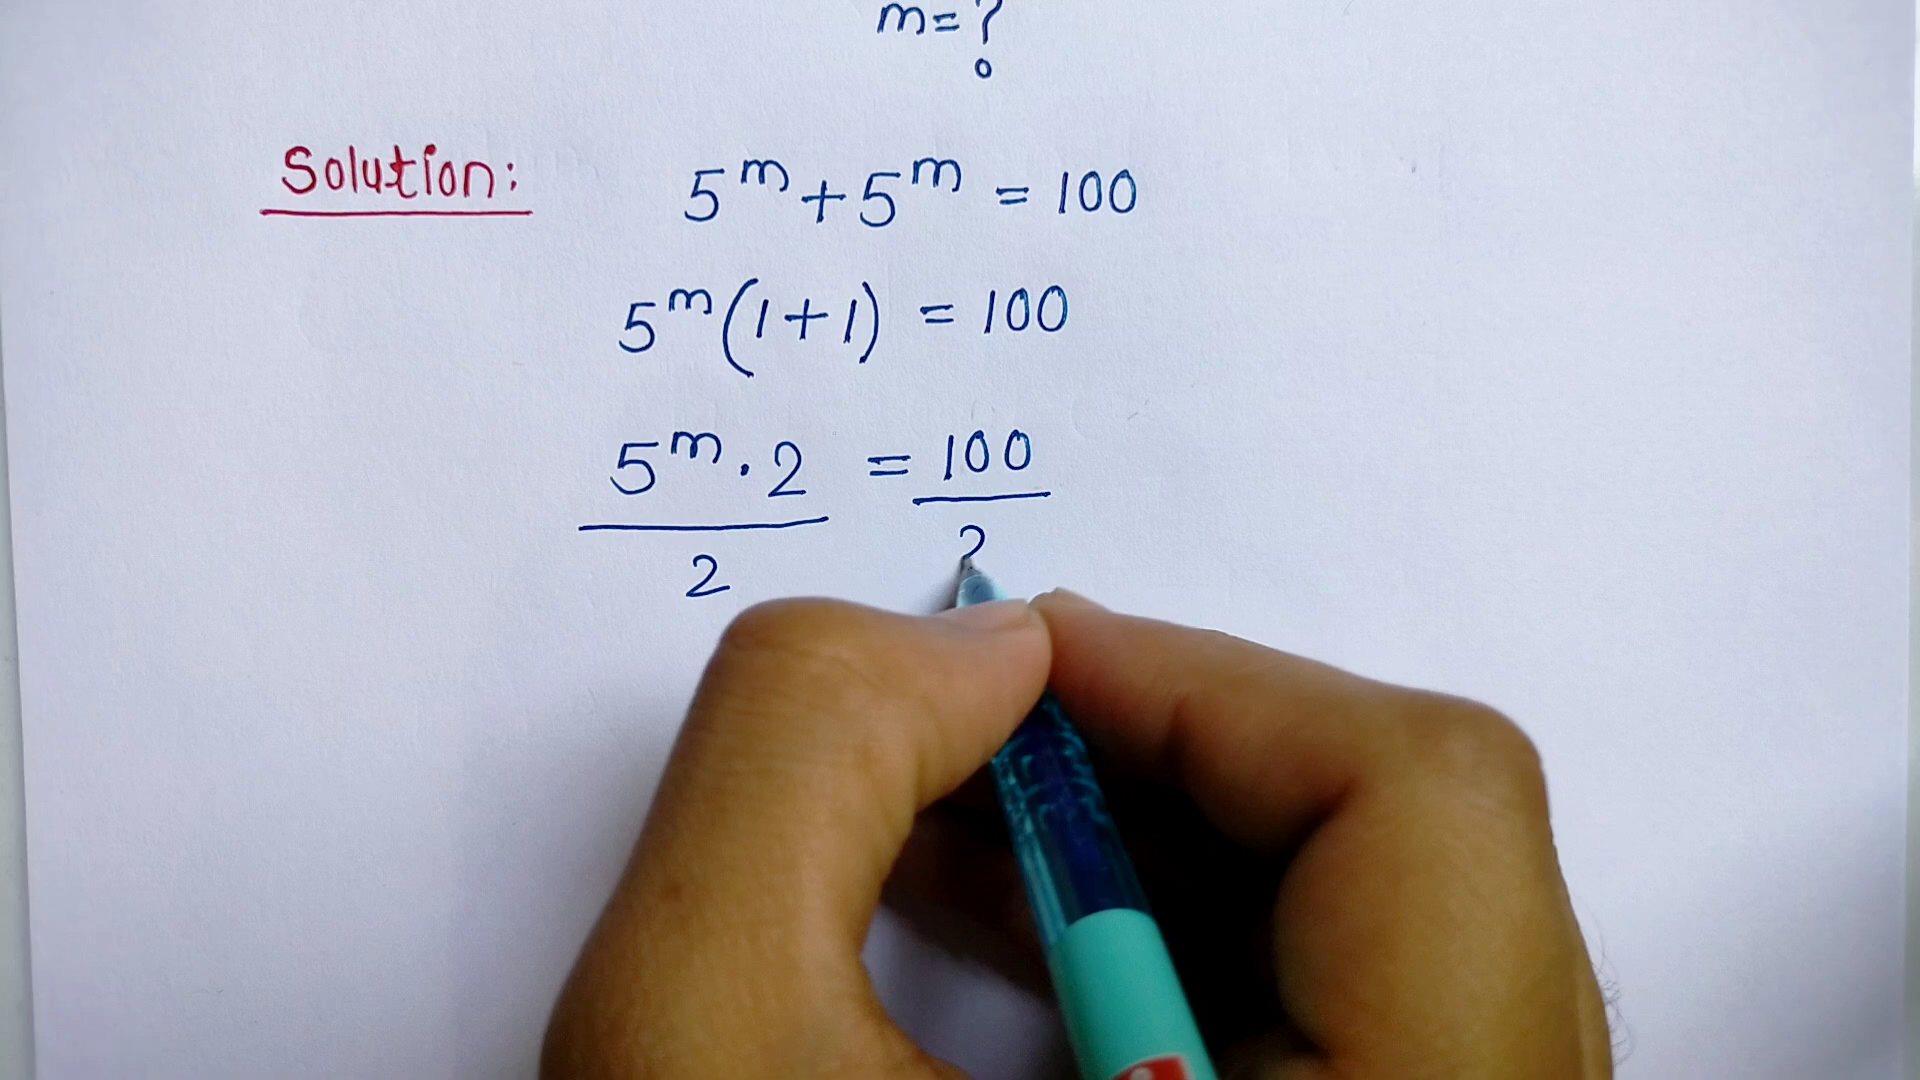 m=?
Solution:
5^m+5^m = 100
5^m(1+1) = 100
5^m·2 = 100
2 2